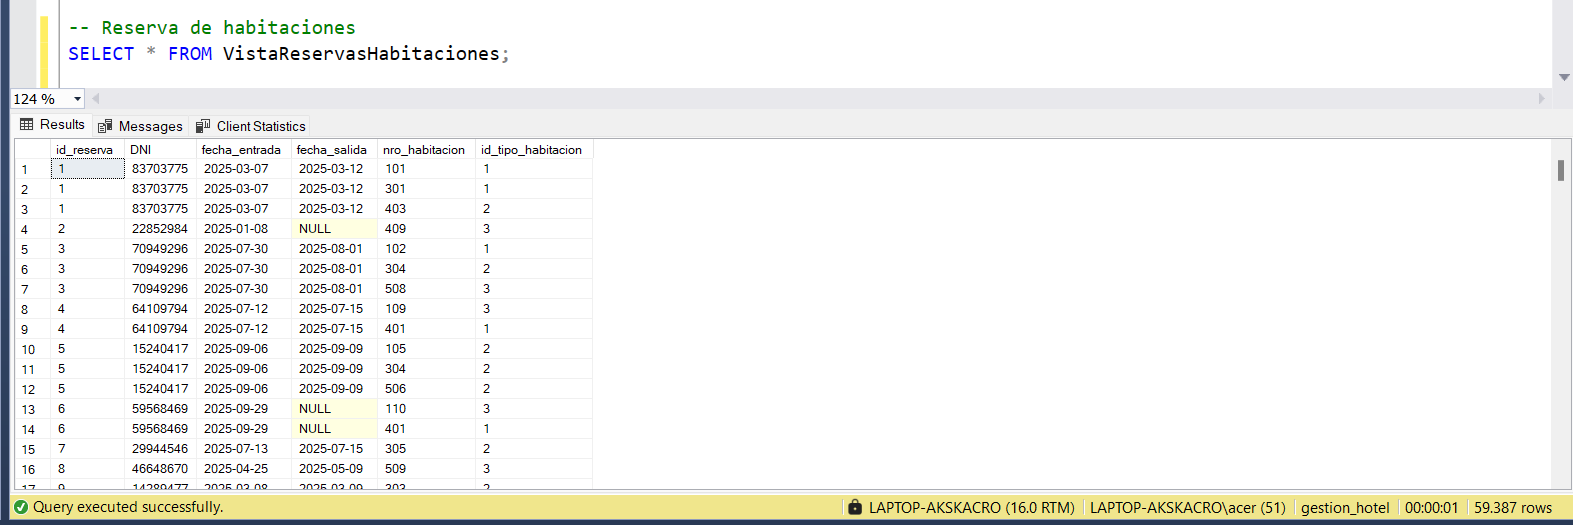 -- Reserva de habitaciones
SELECT * FROM VistaReservasHabitaciones;
124 %
Results Messages Client Statistics
id_reserva DNI fecha_entrada fecha_salida nro_habitacion id_tipo_habitacion
1 1 83703775 2025-03-07 2025-03-12 101 1
2 1 83703775 2025-03-07 2025-03-12 301 1
3 1 83703775 2025-03-07 2025-03-12 403 2
4 2 22852984 2025-01-08 NULL 409 3
5 3 70949296 2025-07-30 2025-08-01 102 1
6 3 70949296 2025-07-30 2025-08-01 304 2
7 3 70949296 2025-07-30 2025-08-01 508 3
8 4 64109794 2025-07-12 2025-07-15 109 3
9 4 64109794 2025-07-12 2025-07-15 401 1
10 5 15240417 2025-09-06 2025-09-09 105 2
11 5 15240417 2025-09-06 2025-09-09 304 2
12 5 15240417 2025-09-06 2025-09-09 506 2
13 6 59568469 2025-09-29 NULL 110 3
14 6 59568469 2025-09-29 NULL 401 1
15 7 29944546 2025-07-13 2025-07-15 305 2
16 8 46648670 2025-04-25 2025-05-09 509 3
17 9 14289477 2025-03-08 2025-03-09 303 2
Query executed successfully. LAPTOP-AKSKACRO (16.0 RTM) LAPTOP-AKSKACRO\acer (51) gestion_hotel 00:00:01 59.387 rows